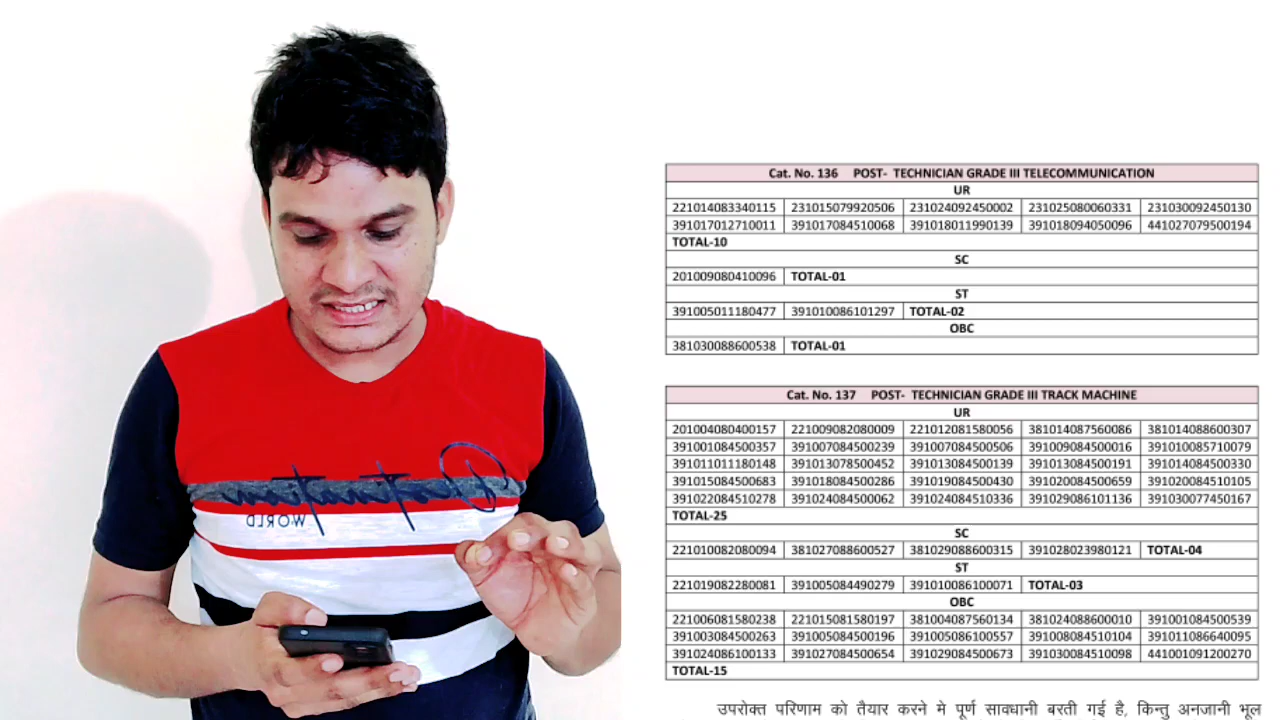 Destination
WORLD
Cat. No. 136 POST- TECHNICIAN GRADE III TELECOMMUNICATION
UR
221014083340115 231015079920506 231024092450002 231025080060331 231030092450130
391017012710011 391017084510068 391018011990139 391018094050096 441027079500194
TOTAL-10
SC
201009080410096 TOTAL-01
ST
391005011180477 391010086101297 TOTAL-02
OBC
381030088600538 TOTAL-01
Cat. No. 137 POST- TECHNICIAN GRADE III TRACK MACHINE
UR
201004080400157 221009082080009 221012081580056 381014087560086 381014088600307
391001084500357 391007084500239 391007084500506 391009084500016 391010085710079
391011011180148 391013078500452 391013084500139 391013084500191 391014084500330
391015084500683 391018084500286 391019084500430 391020084500659 391020084510105
391022084510278 391024084500062 391024084510336 391029086101136 391030077450167
TOTAL-25
SC
221010082080094 381027088600527 381029088600315 391028023980121 TOTAL-04
ST
221019082280081 391005084490279 391010086100071 TOTAL-03
OBC
221006081580238 221015081580197 381004087560134 381024088600010 391001084500539
391003084500263 391005084500196 391005086100557 391008084510104 391011086640095
391024086100133 391027084500654 391029084500673 391030084510098 441001091200270
TOTAL-15
उपरोक्त परिणाम को तैयार करने मे पूर्ण सावधानी बरती गई है, किन्तु अनजानी भूल